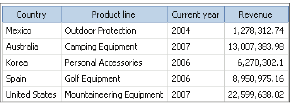 Country Product line Current year Revenue
Mexico Outdoor Protection 2004 1,278,312.74
Australia Camping Equipment 2007 13,007,383.98
Korea Personal Accessories 2006 6,270,302.1
Spain Golf Equipment 2006 8,950,975.16
United States Mountaineering Equipment 2007 22,599,638.02